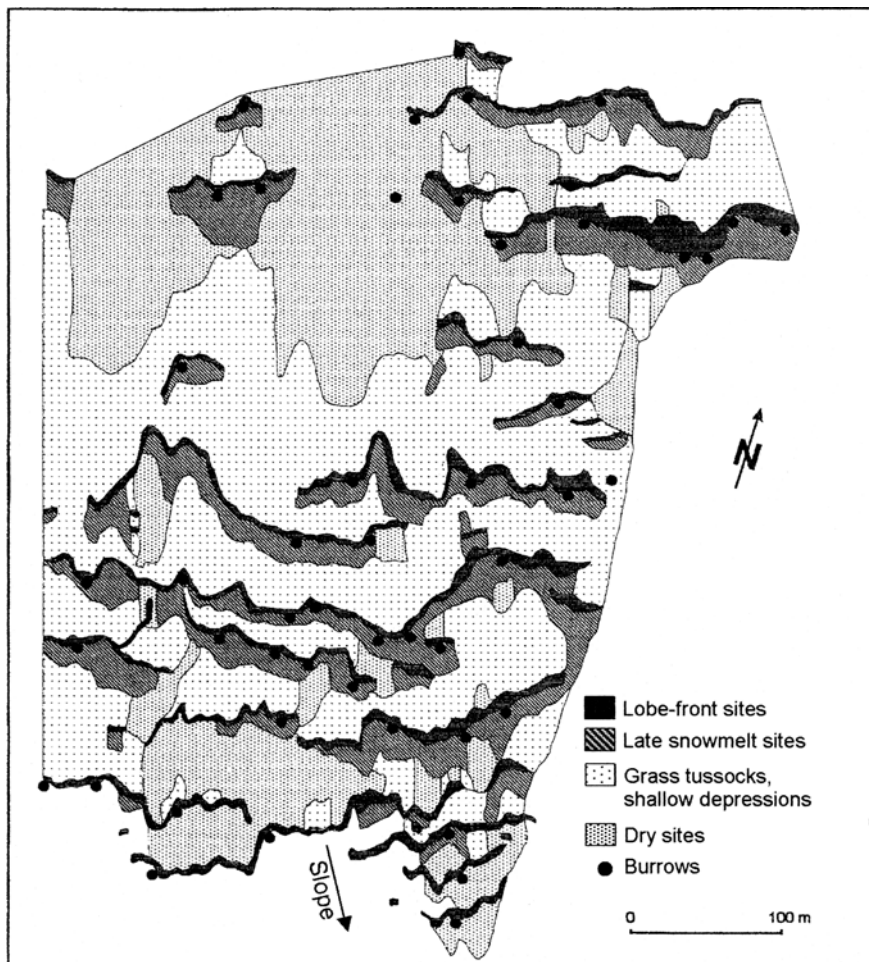 N
Lobe-front sites
Late snowmelt sites
Grass tussocks,
shallow depressions
Dry sites
Burrows
Slope
0 100 m